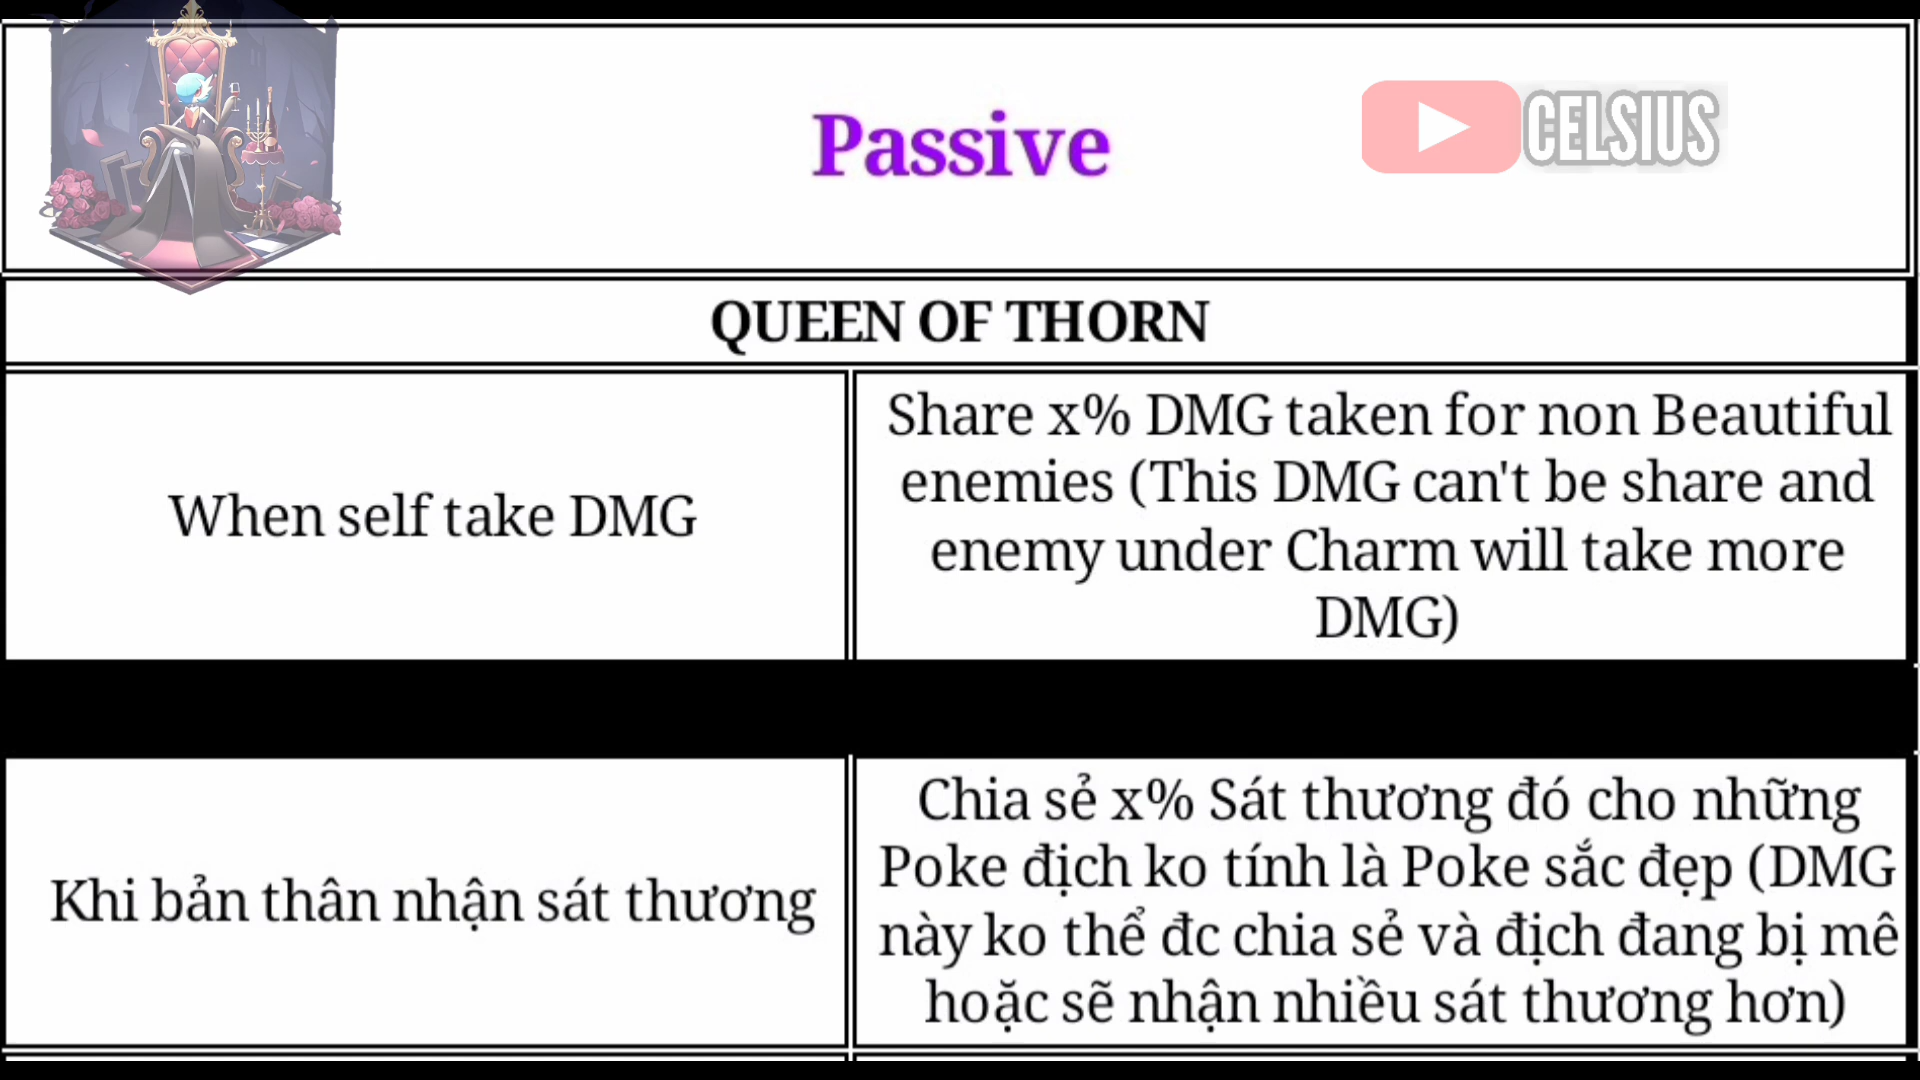 Passive
CELSIUS
QUEEN OF THORN
When self take DMG
Share x% DMG taken for non Beautiful
enemies (This DMG can't be share and
enemy under Charm will take more
DMG)
Khi bản thân nhận sát thương
Chia sẻ x% Sát thương đó cho những
Poke địch ko tính là Poke sắc đẹp (DMG
này ko thể đc chia sẻ và địch đang bị mê
hoặc sẽ nhận nhiều sát thương hơn)